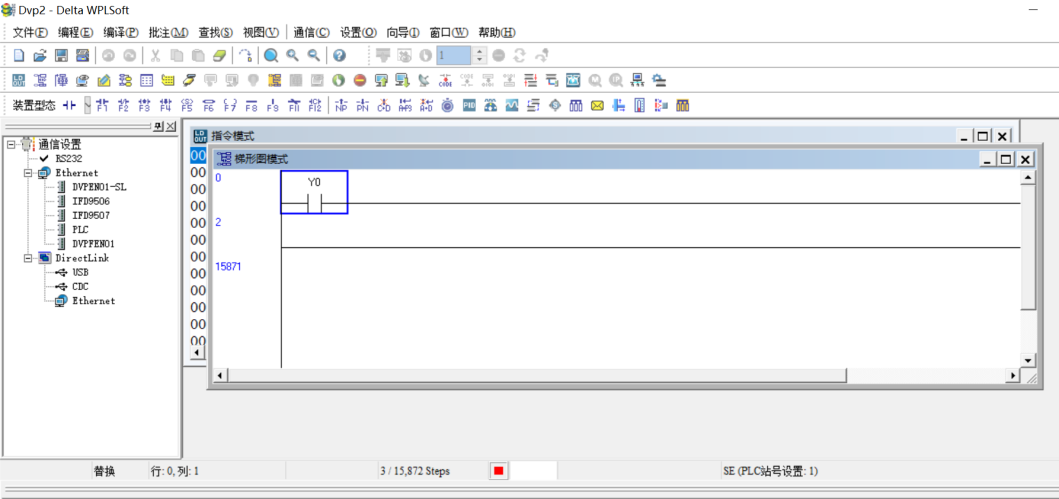 Dvp2 - Delta WPLSoft
文件(F) 编程(E) 编译(P) 批注(M) 查找(S) 视图(V) 通信(C) 设置(O) 向导(I) 窗口(W) 帮助(H)
1
装置型态 F1 F2 F3 F4 F5 F6 F7 F8 F9 F11 F12 NP PN
通信设置
RS232
Ethernet
DVPEN01-SL
IFD9506
IFD9507
PLC
DVPFEN01
DirectLink
USB
CDC
Ethernet
指令模式
梯形图模式
00
00
00
00
00
00
00
00
00
00
00
00
0
Y0
2
15871
替换 行: 0, 列: 1 3 / 15,872 Steps SE (PLC站号设置: 1)